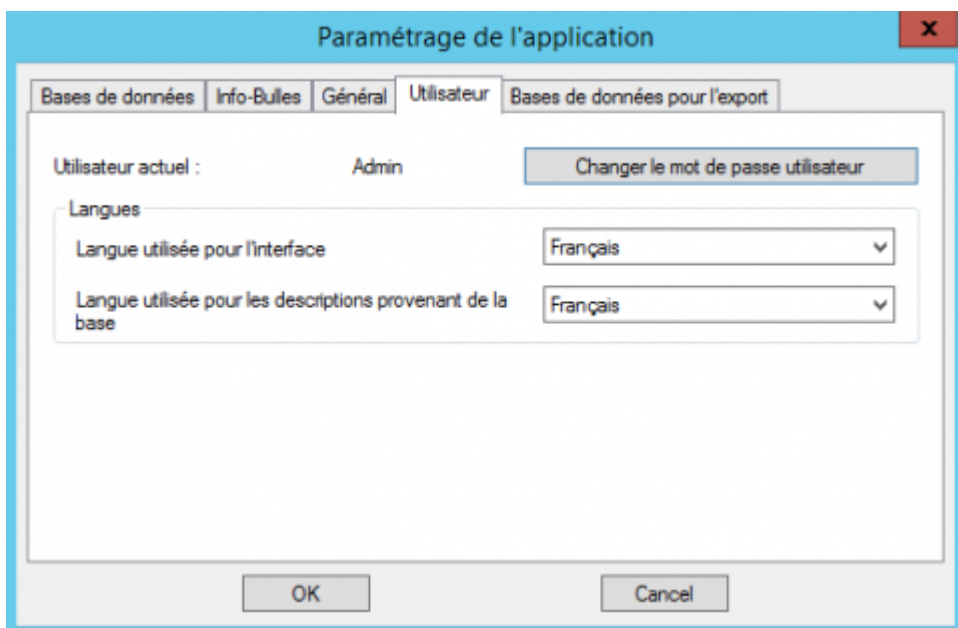 Paramétrage de l'application
x
Bases de données Info-Bulles Général Utilisateur Bases de données pour l'export
Utilisateur actuel : Admin Changer le mot de passe utilisateur
Langues
Langue utilisée pour l'interface Français
Langue utilisée pour les descriptions provenant de la
base
Français
OK Cancel